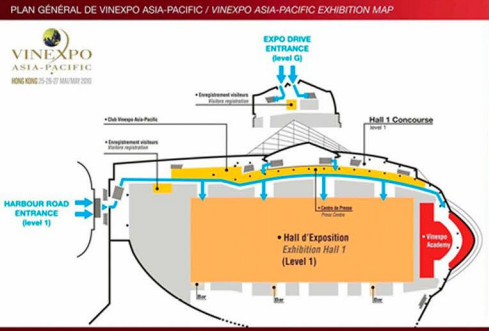 PLAN GÉNÉRAL DE VINEXPO ASIA-PACIFIC / VINEXPO ASIA-PACIFIC EXHIBITION MAP
VINEXPO
ASIA-PACIFIC
HONG KONG 25-26-27 MAI/MAY 2010
EXPO DRIVE
ENTRANCE
(level G)
• Enregistrement visiteurs
Visitors registration
• Club Vinexpo Asia-Pacific
• Enregistrement visiteurs
Visitors registration
Hall 1 Concourse
level 1
HARBOUR ROAD
ENTRANCE
(level 1)
• Centre de Presse
Press Centre
• Hall d'Exposition
Exhibition Hall 1
(Level 1)
• Vinexpo
Academy
Bar
Bar
Bar